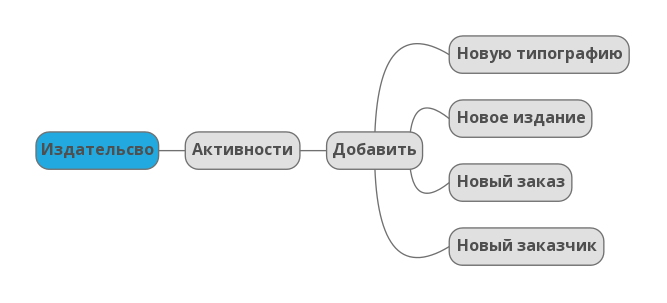 Издательсво
Активности
Добавить
Новую типографию
Новое издание
Новый заказ
Новый заказчик